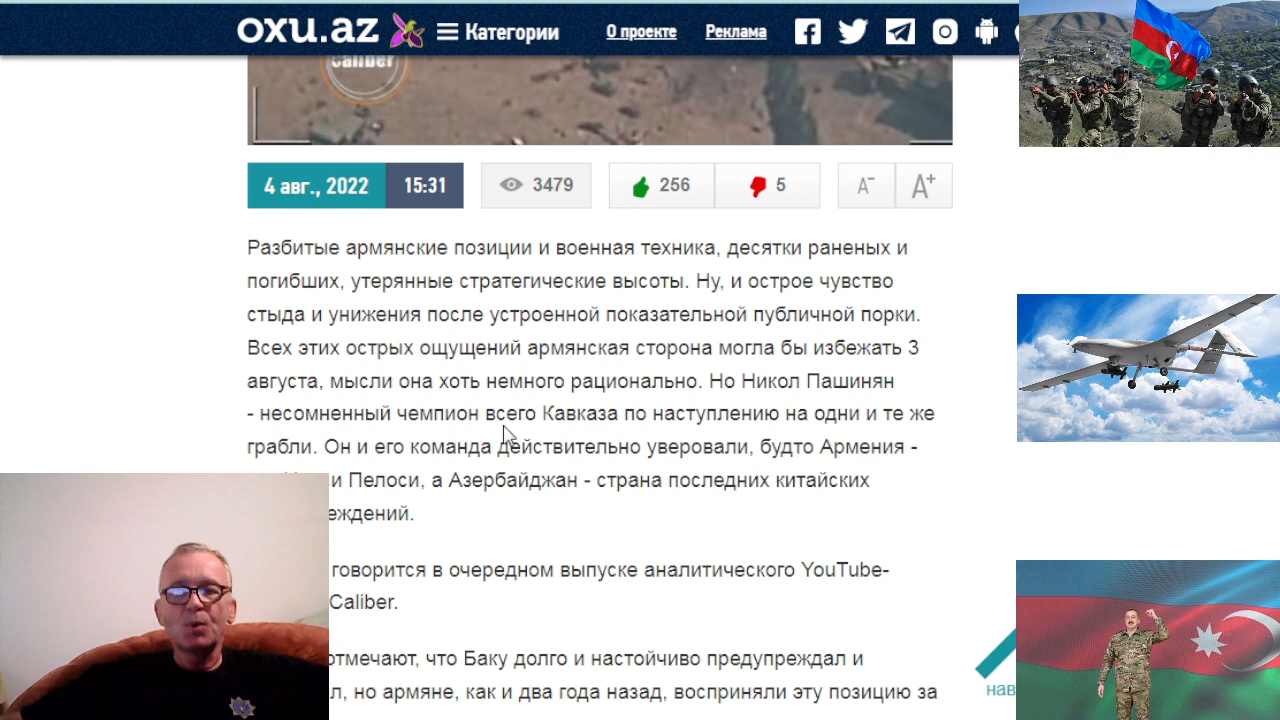 oxu.az
Категории
О проекте
Реклама
caliber
4 авг., 2022
15:31
3479
256
5
A⁻
A⁺
Разбитые армянские позиции и военная техника, десятки раненых и
погибших, утерянные стратегические высоты. Ну, и острое чувство
стыда и унижения после устроенной показательной публичной порки.
Всех этих острых ощущений армянская сторона могла бы избежать 3
августа, мысли она хоть немного рационально. Но Никол Пашинян
- несомненный чемпион всего Кавказа по наступлению на одни и те же
грабли. Он и его команда действительно уверовали, будто Армения -
и Пелоси, а Азербайджан - страна последних китайских
еждений.
говорится в очередном выпуске аналитического YouTube-
Caliber.
отмечают, что Баку долго и настойчиво предупреждал и
л, но армяне, как и два года назад, восприняли эту позицию за
нав